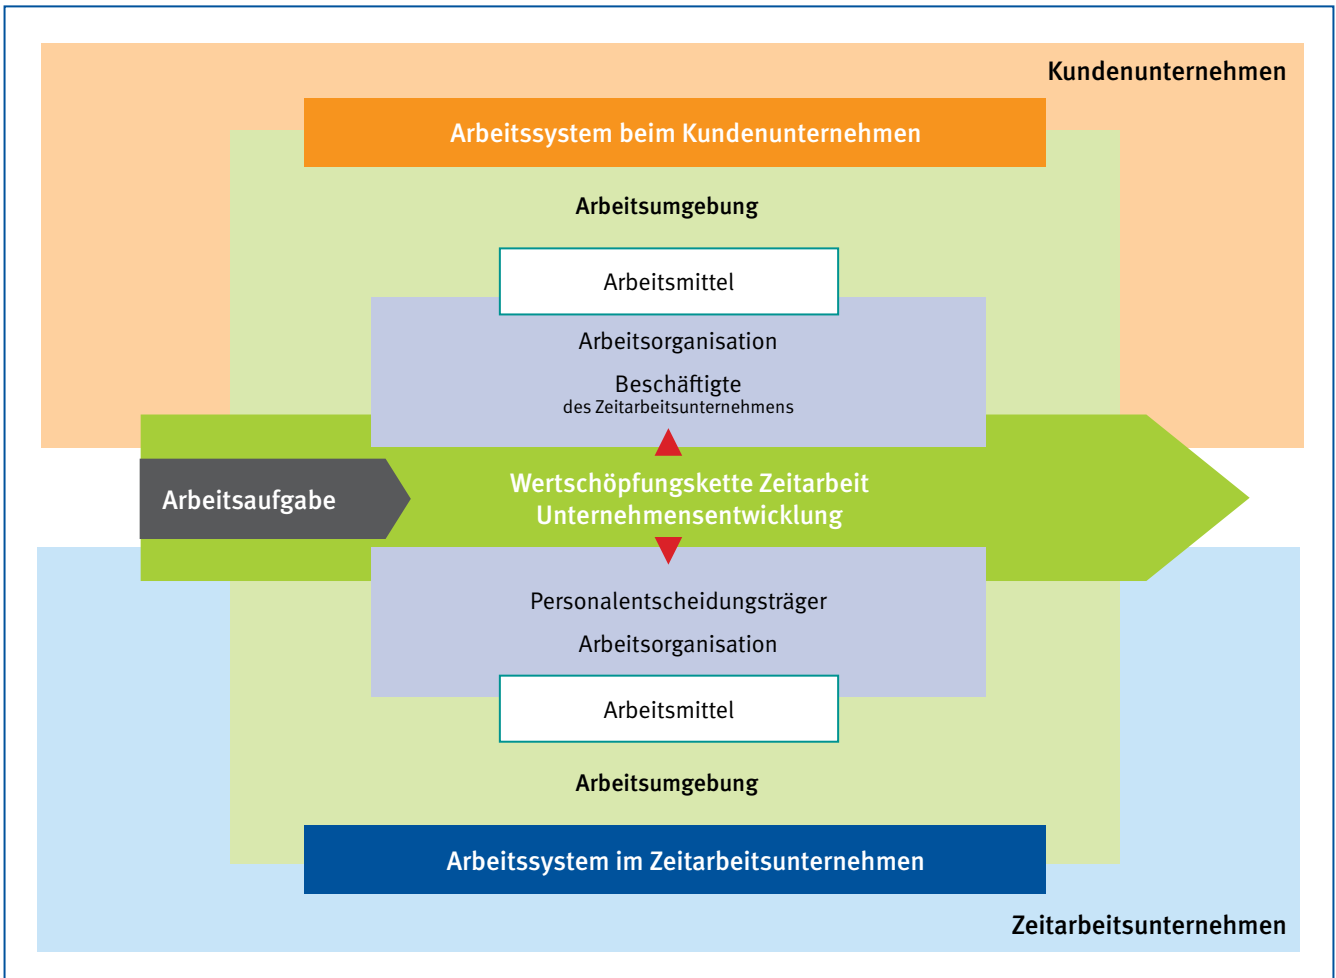 Kundenunternehmen
Arbeitssystem beim Kundenunternehmen
Arbeitsumgebung
Arbeitsmittel
Arbeitsorganisation
Beschäftigte
des Zeitarbeitsunternehmens
Arbeitsaufgabe
Wertschöpfungskette Zeitarbeit
Unternehmensentwicklung
Personalentscheidungsträger
Arbeitsorganisation
Arbeitsmittel
Arbeitsumgebung
Arbeitssystem im Zeitarbeitsunternehmen
Zeitarbeitsunternehmen